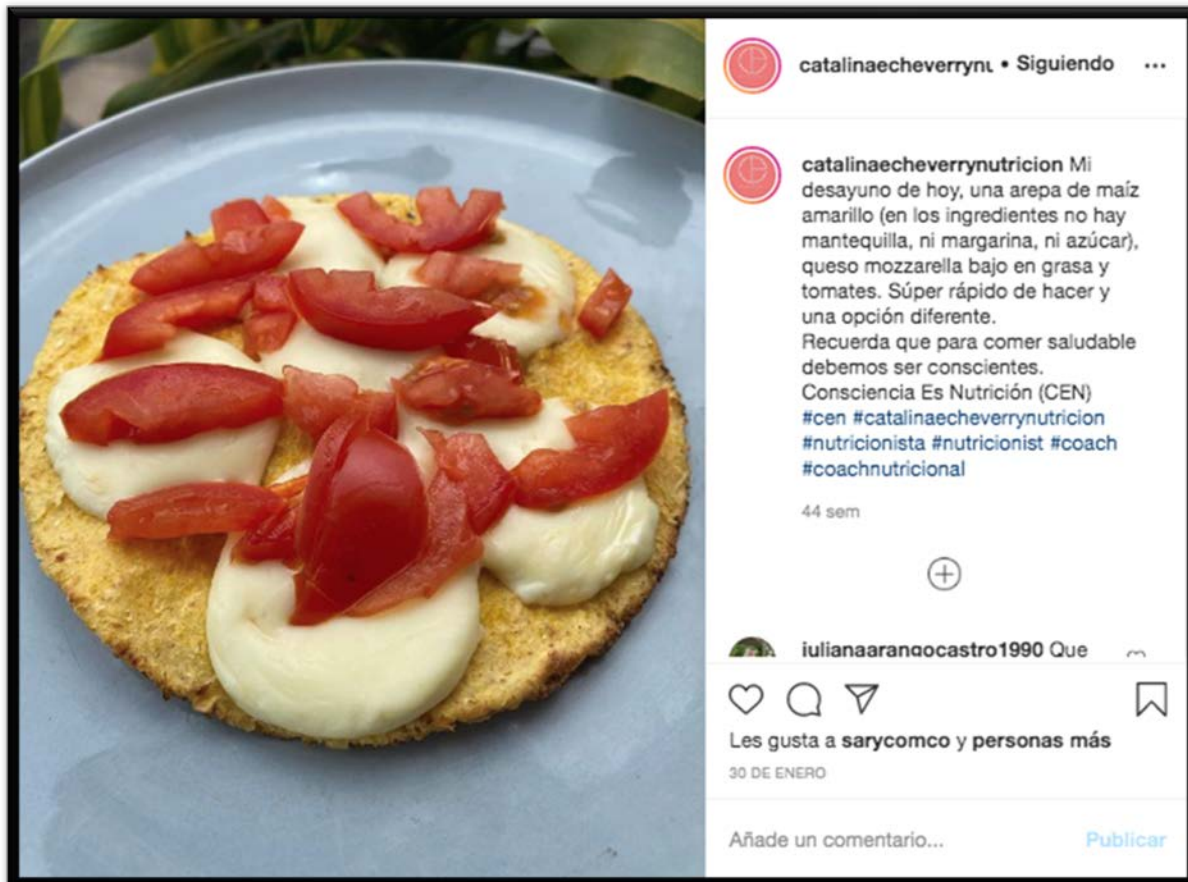 catalinaecheverrynu • Siguiendo
catalinaecheverrynutricion Mi
desayuno de hoy, una arepa de maíz
amarillo (en los ingredientes no hay
mantequilla, ni margarina, ni azúcar),
queso mozzarella bajo en grasa y
tomates. Súper rápido de hacer y
una opción diferente.
Recuerda que para comer saludable
debemos ser conscientes.
Consciencia Es Nutrición (CEN)
#cen #catalinaecheverrynutricion
#nutricionista #nutricionist #coach
#coachnutricional
44 sem
iulianaarangocastro1990 Que
Les gusta a sarycomco y personas más
30 DE ENERO
Añade un comentario...
Publicar